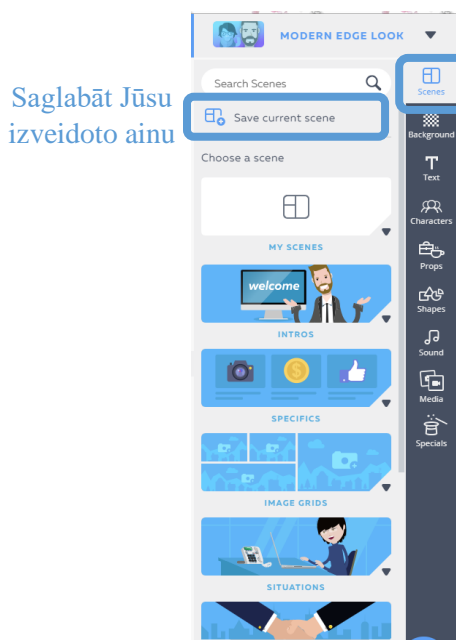 MODERN EDGE LOOK
Saglabāt Jūsu
izveidoto ainu
Search Scenes
Save current scene
Choose a scene
MY SCENES
welcome
INTROS
$
SPECIFICS
IMAGE GRIDS
SITUATIONS
Scenes
Background
T
Text
Characters
Props
Shapes
Sound
Media
Specials